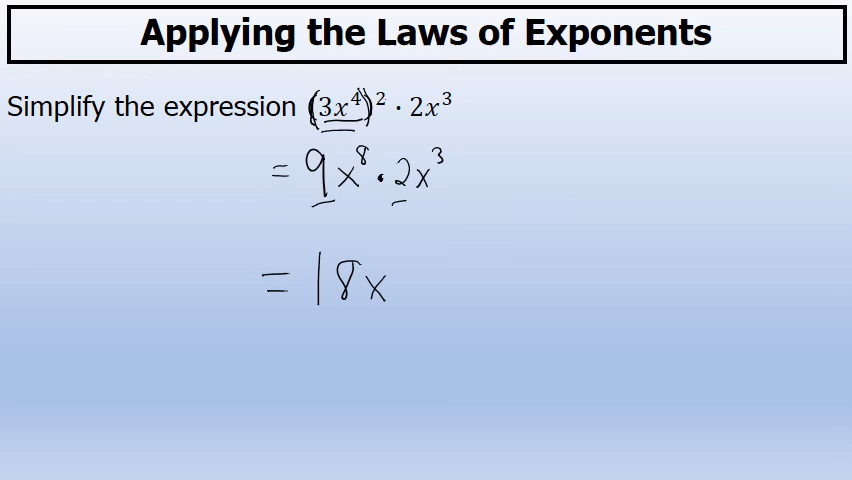 Applying the Laws of Exponents
Simplify the expression (3x⁴)² · 2x³
= 9x⁸ · 2x³
= 18x